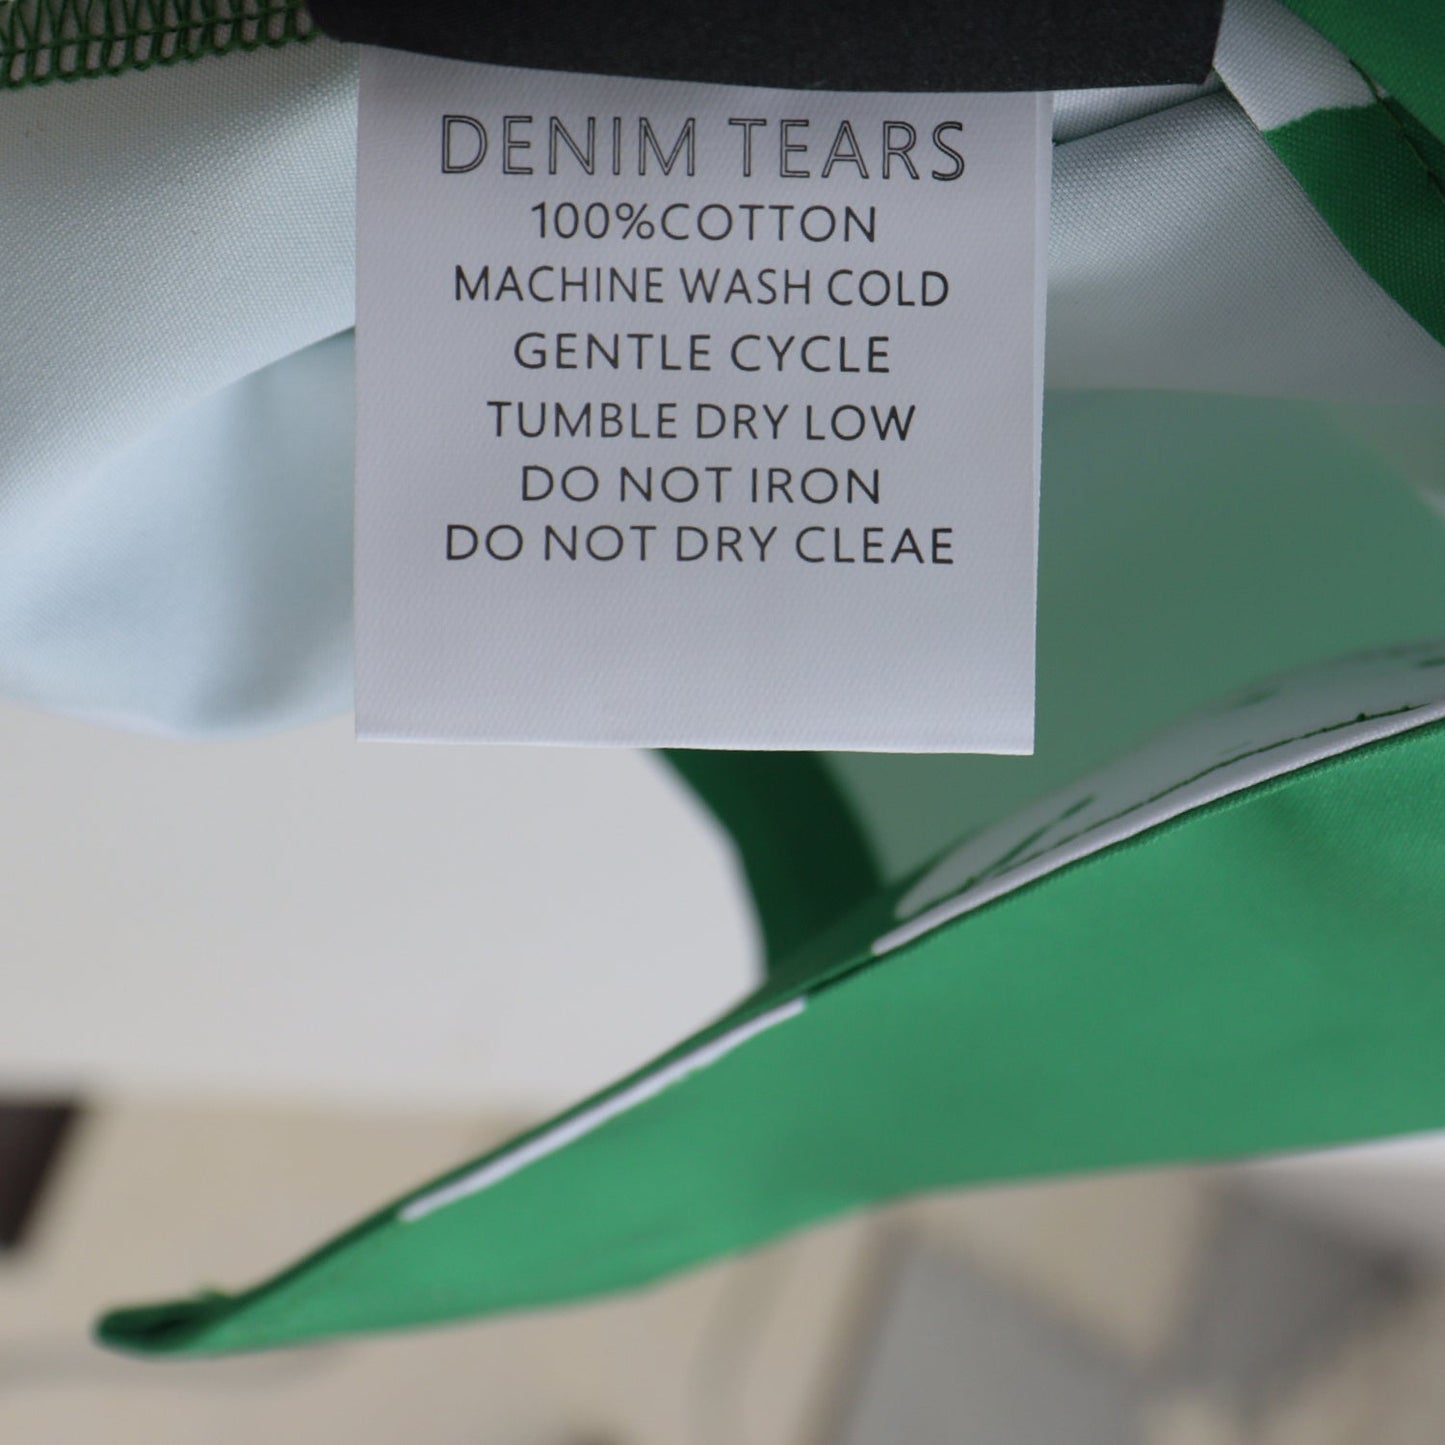 DENIM TEARS
100%COTTON
MACHINE WASH COLD
GENTLE CYCLE
TUMBLE DRY LOW
DO NOT IRON
DO NOT DRY CLEAE